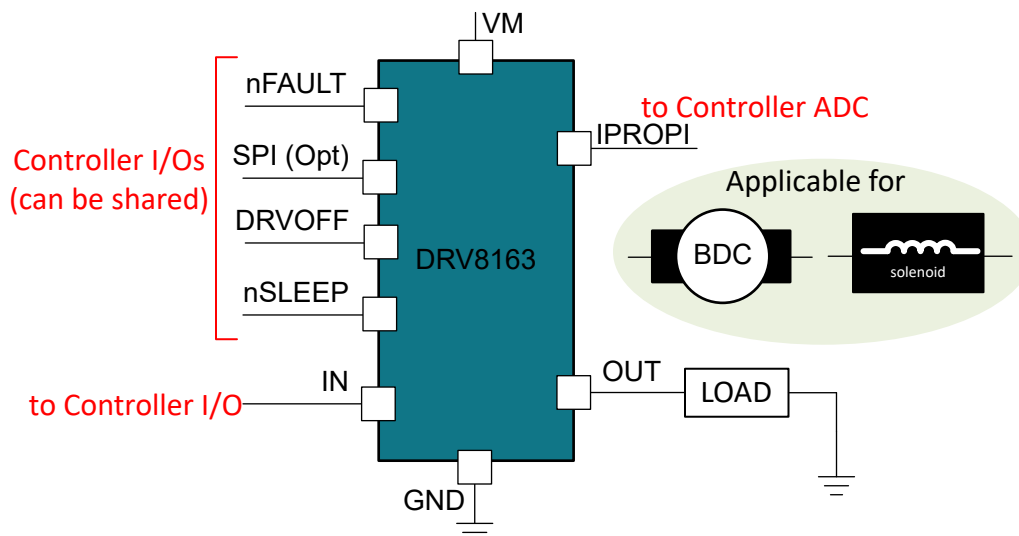 VM
nFAULT
SPI (Opt)
DRVOFF
nSLEEP
Controller I/Os
(can be shared)
IN
to Controller I/O
GND
DRV8163
to Controller ADC
IPROPI
Applicable for
BDC
solenoid
OUT
LOAD